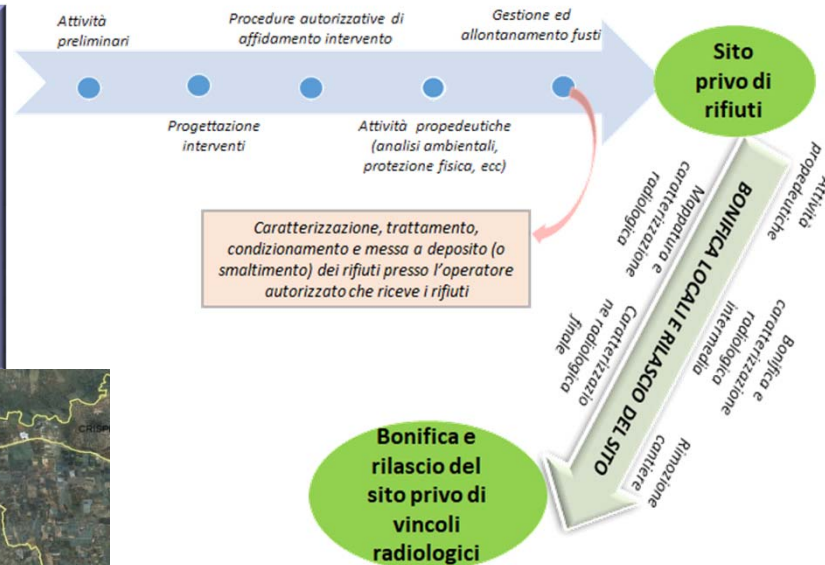 Attività
preliminari
Procedure autorizzative di
affidamento intervento
Gestione ed
allontanamento fusti
Progettazione
interventi
Attività propedeutiche
(analisi ambientali,
protezione fisica, ecc)
Sito
privo di
rifiuti
Caratterizzazione, trattamento,
condizionamento e messa a deposito (o
smaltimento) dei rifiuti presso l'operatore
autorizzato che riceve i rifiuti
Attività
propedeutiche
Mappatura e
caratterizzazione
radiologica
BONIFICA LOCALI E RILASCIO DEL SITO
Bonifica e
caratterizzazione
radiologica
intermedia
Caratterizzazio
ne radiologica
finale
Rimozione
cantiere
Bonifica e
rilascio del
sito privo di
vincoli
radiologici